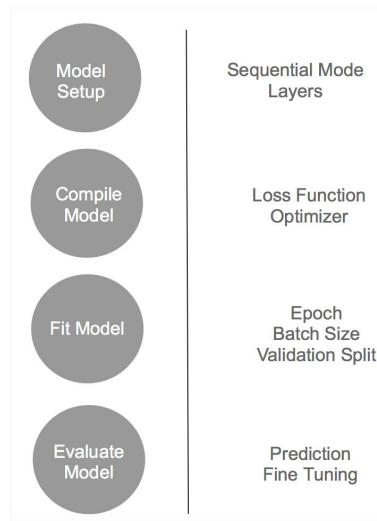 Model
Setup
Sequential Mode
Layers
Compile
Model
Loss Function
Optimizer
Fit Model
Epoch
Batch Size
Validation Split
Evaluate
Model
Prediction
Fine Tuning